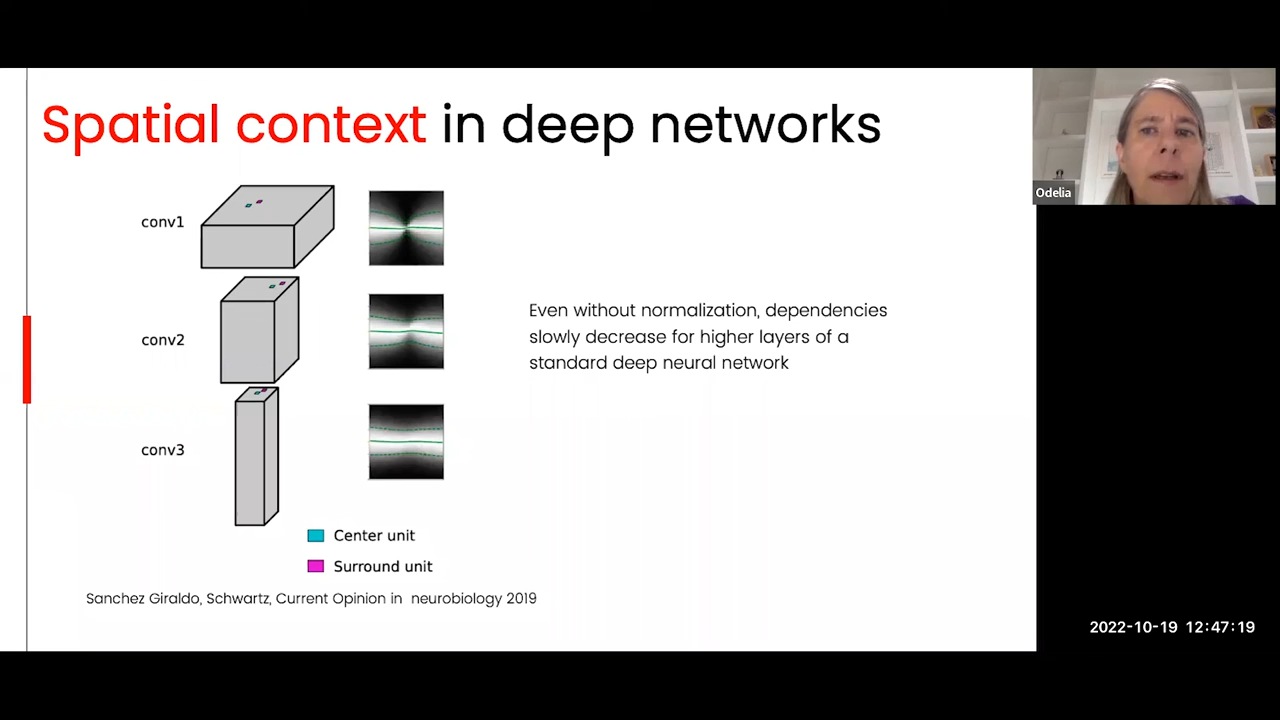 Spatial context in deep networks
Odelia
conv1
conv2
Even without normalization, dependencies
slowly decrease for higher layers of a
standard deep neural network
conv3
Center unit
Surround unit
Sanchez Giraldo, Schwartz, Current Opinion in neurobiology 2019
2022-10-19 12:47:19